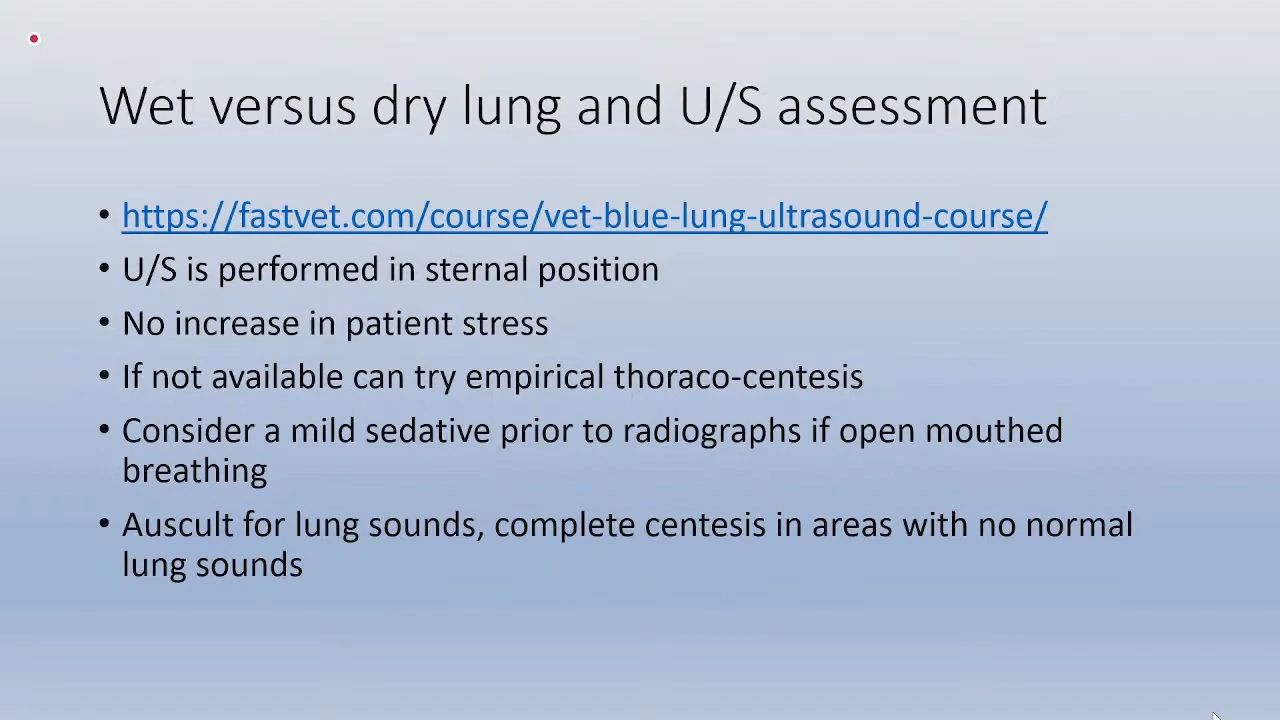 Wet versus dry lung and U/S assessment
• https://fastvet.com/course/vet-blue-lung-ultrasound-course/
• U/S is performed in sternal position
• No increase in patient stress
• If not available can try empirical thoraco-centesis
• Consider a mild sedative prior to radiographs if open mouthed
breathing
• Auscult for lung sounds, complete centesis in areas with no normal
lung sounds